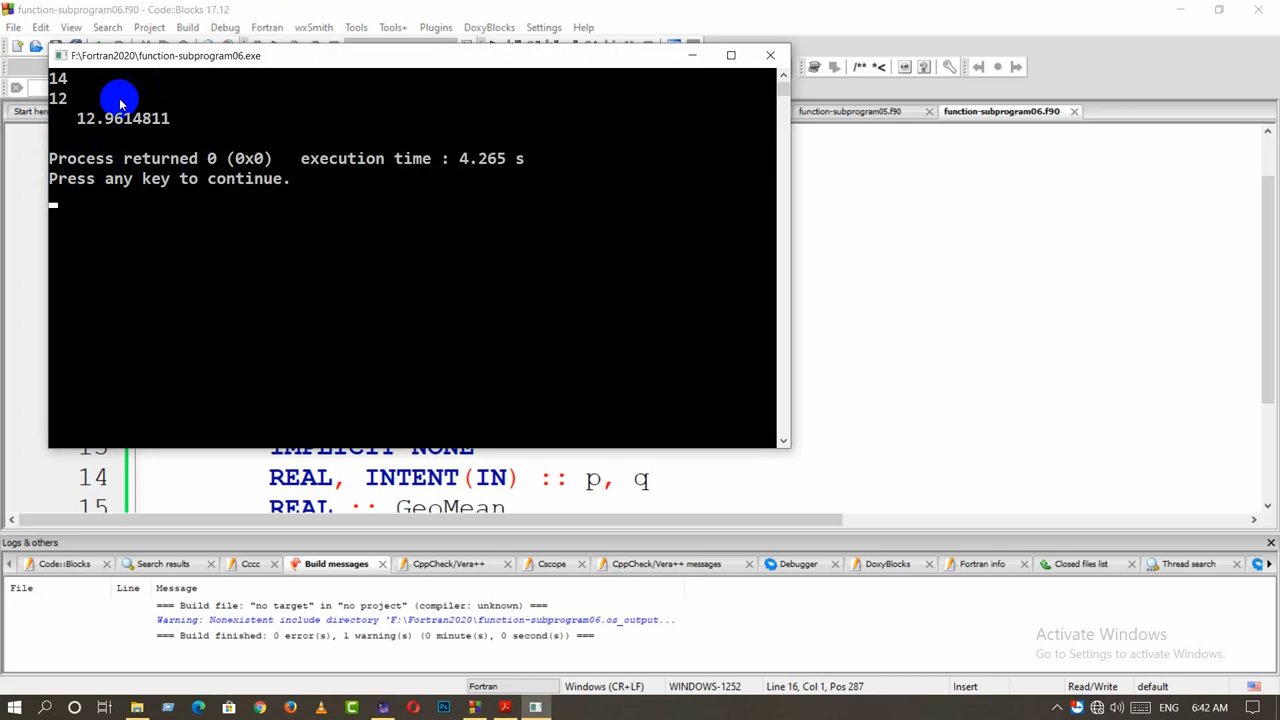 function-subprogram06.f90 - Code::Blocks 17.12
File Edit View Search Project Build Debug Fortran wxSmith Tools Tools+ Plugins DoxyBlocks Settings Help
F:\Fortran2020\function-subprogram06.exe
/** *<
Start here
function-subprogram05.f90
function-subprogram06.f90
14
12
12.9614811
Process returned 0 (0x0)   execution time : 4.265 s
Press any key to continue.
IMPLICIT NONE
14 REAL, INTENT(IN) :: p, q
15 REAL :: GeoMean
Logs & others
Code::Blocks Search results Cccc Build messages CppCheck/Vera++ Cscope CppCheck/Vera++ messages Debugger DoxyBlocks Fortran info Closed files list Thread search
File Line Message
=== Build file: "no target" in "no project" (compiler: unknown) ===
Warning: Nonexistent include directory 'F:\Fortran2020\function-subprogram06.os_output...
=== Build finished: 0 error(s), 1 warning(s) (0 minute(s), 0 second(s)) ===
Activate Windows
Go to Settings to activate Windows.
Fortran Windows (CR+LF) WINDOWS-1252 Line 16, Col 1, Pos 287 Insert Read/Write default
ENG 6:42 AM